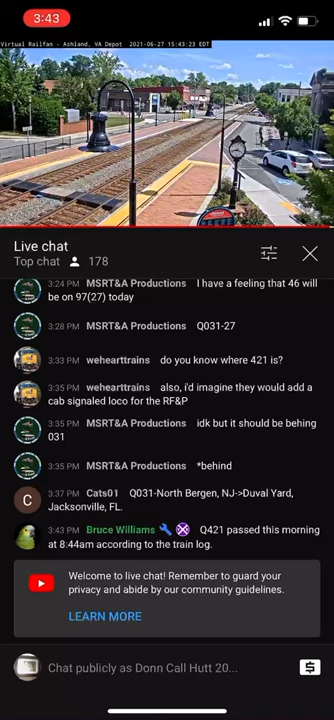 3:43
Virtual Railfan - Ashland, VA Depot 2021-06-27 15:43:23 EDT
Live chat
Top chat 178
3:24 PM MSRT&A Productions I have a feeling that 46 will
be on 97(27) today
3:28 PM MSRT&A Productions Q031-27
3:33 PM wehearttrains do you know where 421 is?
3:35 PM wehearttrains also, i'd imagine they would add a
cab signaled loco for the RF&P
3:35 PM MSRT&A Productions idk but it should be behing
031
3:35 PM MSRT&A Productions *behind
C 3:37 PM Cats01 Q031-North Bergen, NJ->Duval Yard,
Jacksonville, FL.
3:43 PM Bruce Williams Q421 passed this morning
at 8:44am according to the train log.
Welcome to live chat! Remember to guard your
privacy and abide by our community guidelines.
LEARN MORE
Chat publicly as Donn Call Hutt 20...
$